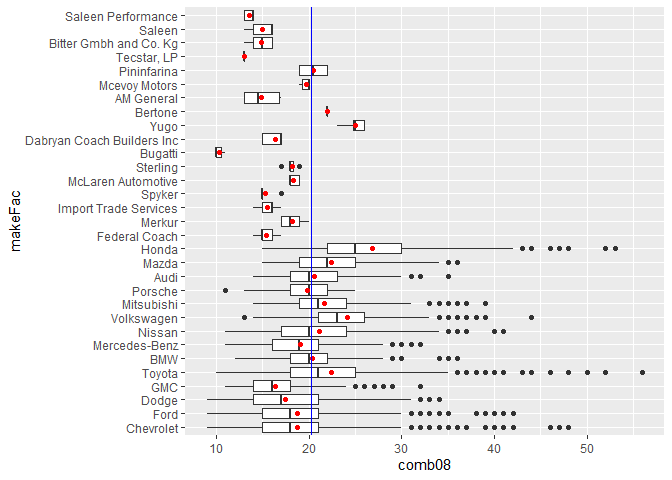 Saleen Performance
Saleen
Bitter Gmbh and Co. Kg
Tecstar, LP
Pininfarina
Mcevoy Motors
AM General
Bertone
Yugo
Dabryan Coach Builders Inc
Bugatti
Sterling
McLaren Automotive
Spyker
Import Trade Services
Merkur
Federal Coach
Honda
Mazda
Audi
Porsche
Mitsubishi
Volkswagen
Nissan
Mercedes-Benz
BMW
Toyota
GMC
Dodge
Ford
Chevrolet
makeFac
10 20 30 40 50
comb08